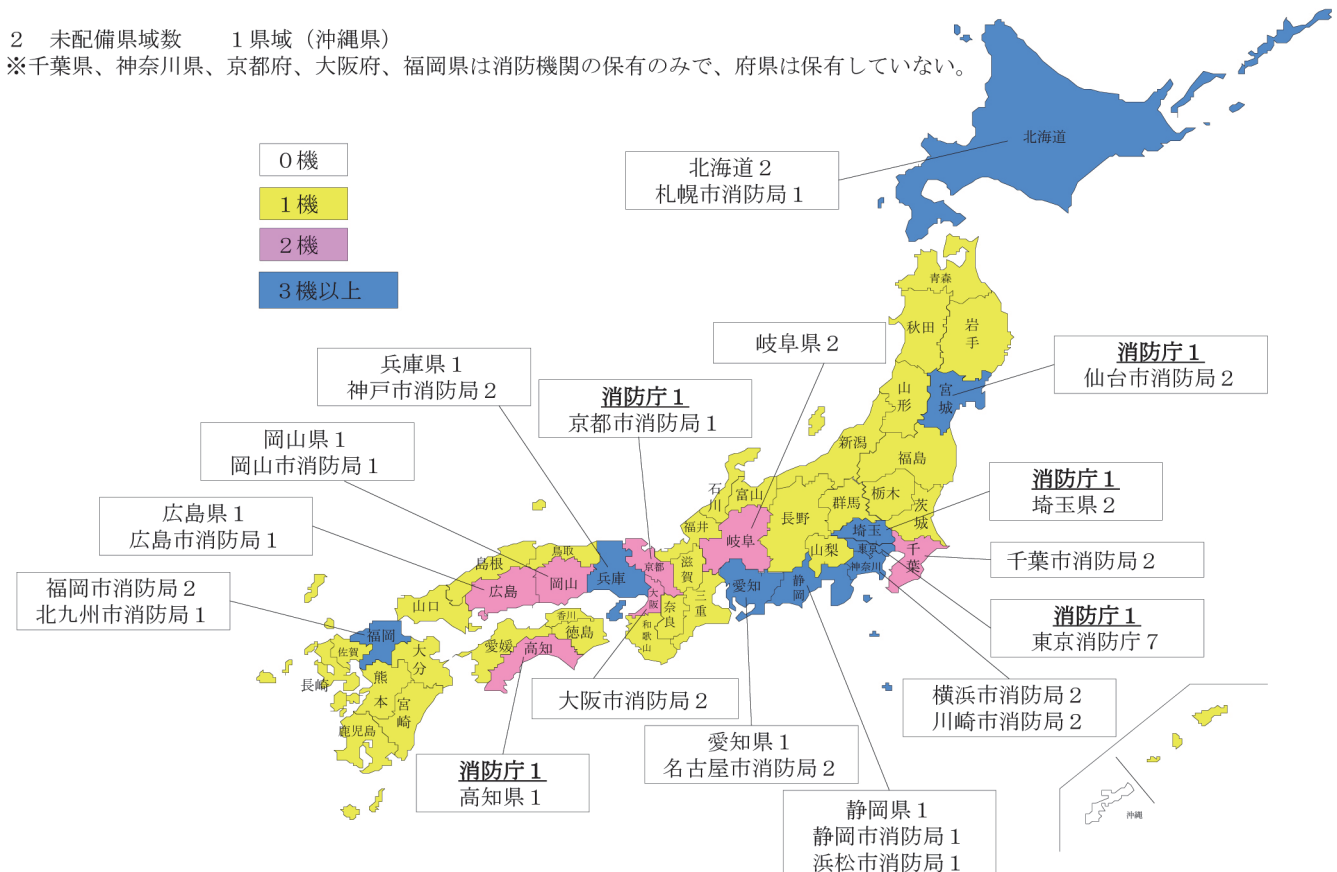 2　未配備県域数　　1県域（沖縄県）
※千葉県、神奈川県、京都府、大阪府、福岡県は消防機関の保有のみで、府県は保有していない。
０機
１機
２機
３機以上
北海道２
札幌市消防局１
北海道
青森
秋田
岩手
山形
宮城
消防庁１
仙台市消防局２
岐阜県２
兵庫県１
神戸市消防局２
消防庁１
京都市消防局１
岡山県１
岡山市消防局１
広島県１
広島市消防局１
福岡市消防局２
北九州市消防局１
新潟
福島
石川
富山
福井
長野
群馬
栃木
茨城
消防庁１
埼玉県２
岐阜
山梨
埼玉
東京
神奈川
千葉
千葉市消防局２
消防庁１
東京消防庁７
横浜市消防局２
川崎市消防局２
島根
鳥取
広島
岡山
兵庫
京都
大阪
滋賀
奈良
三重
和歌山
愛知
静岡
山口
香川
徳島
愛媛
高知
福岡
佐賀
長崎
大分
熊本
宮崎
鹿児島
大阪市消防局２
消防庁１
高知県１
愛知県１
名古屋市消防局２
静岡県１
静岡市消防局１
浜松市消防局１
沖縄